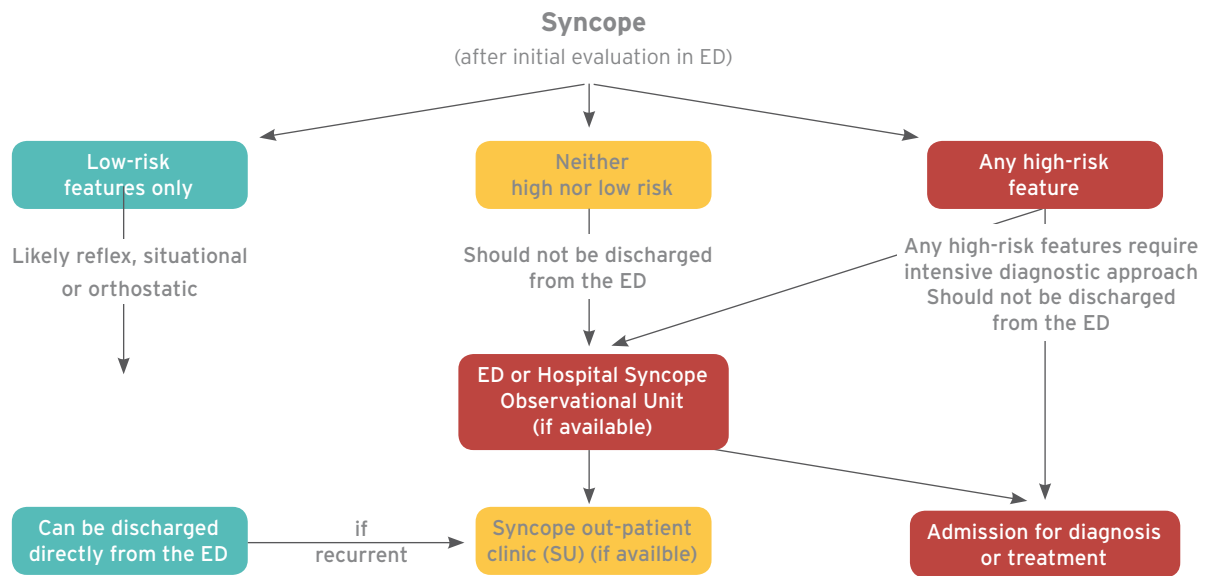 Syncope
(after initial evaluation in ED)
Low-risk
features only
Neither
high nor low risk
Any high-risk
feature
Likely reflex, situational
or orthostatic
Should not be discharged
from the ED
Any high-risk features require
intensive diagnostic approach
Should not be discharged
from the ED
ED or Hospital Syncope
Observational Unit
(if available)
Can be discharged
directly from the ED
if
recurrent
Syncope out-patient
clinic (SU) (if availble)
Admission for diagnosis
or treatment